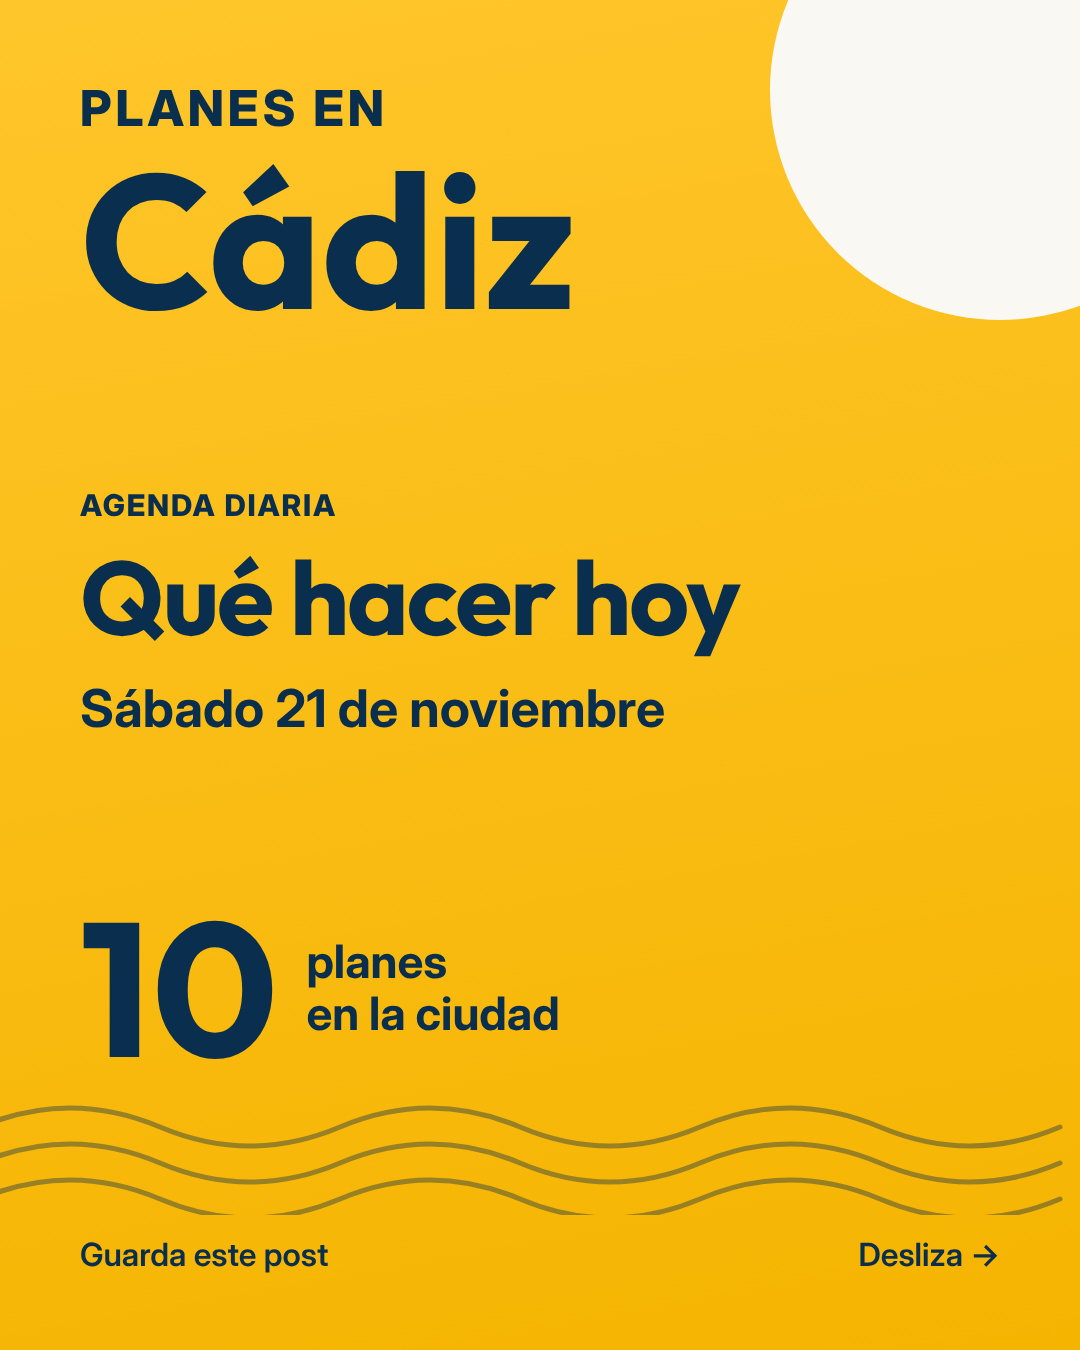 PLANES EN
Cádiz
AGENDA DIARIA
Qué hacer hoy
Sábado 21 de noviembre
10
planes
en la ciudad
Guarda este post
Desliza →